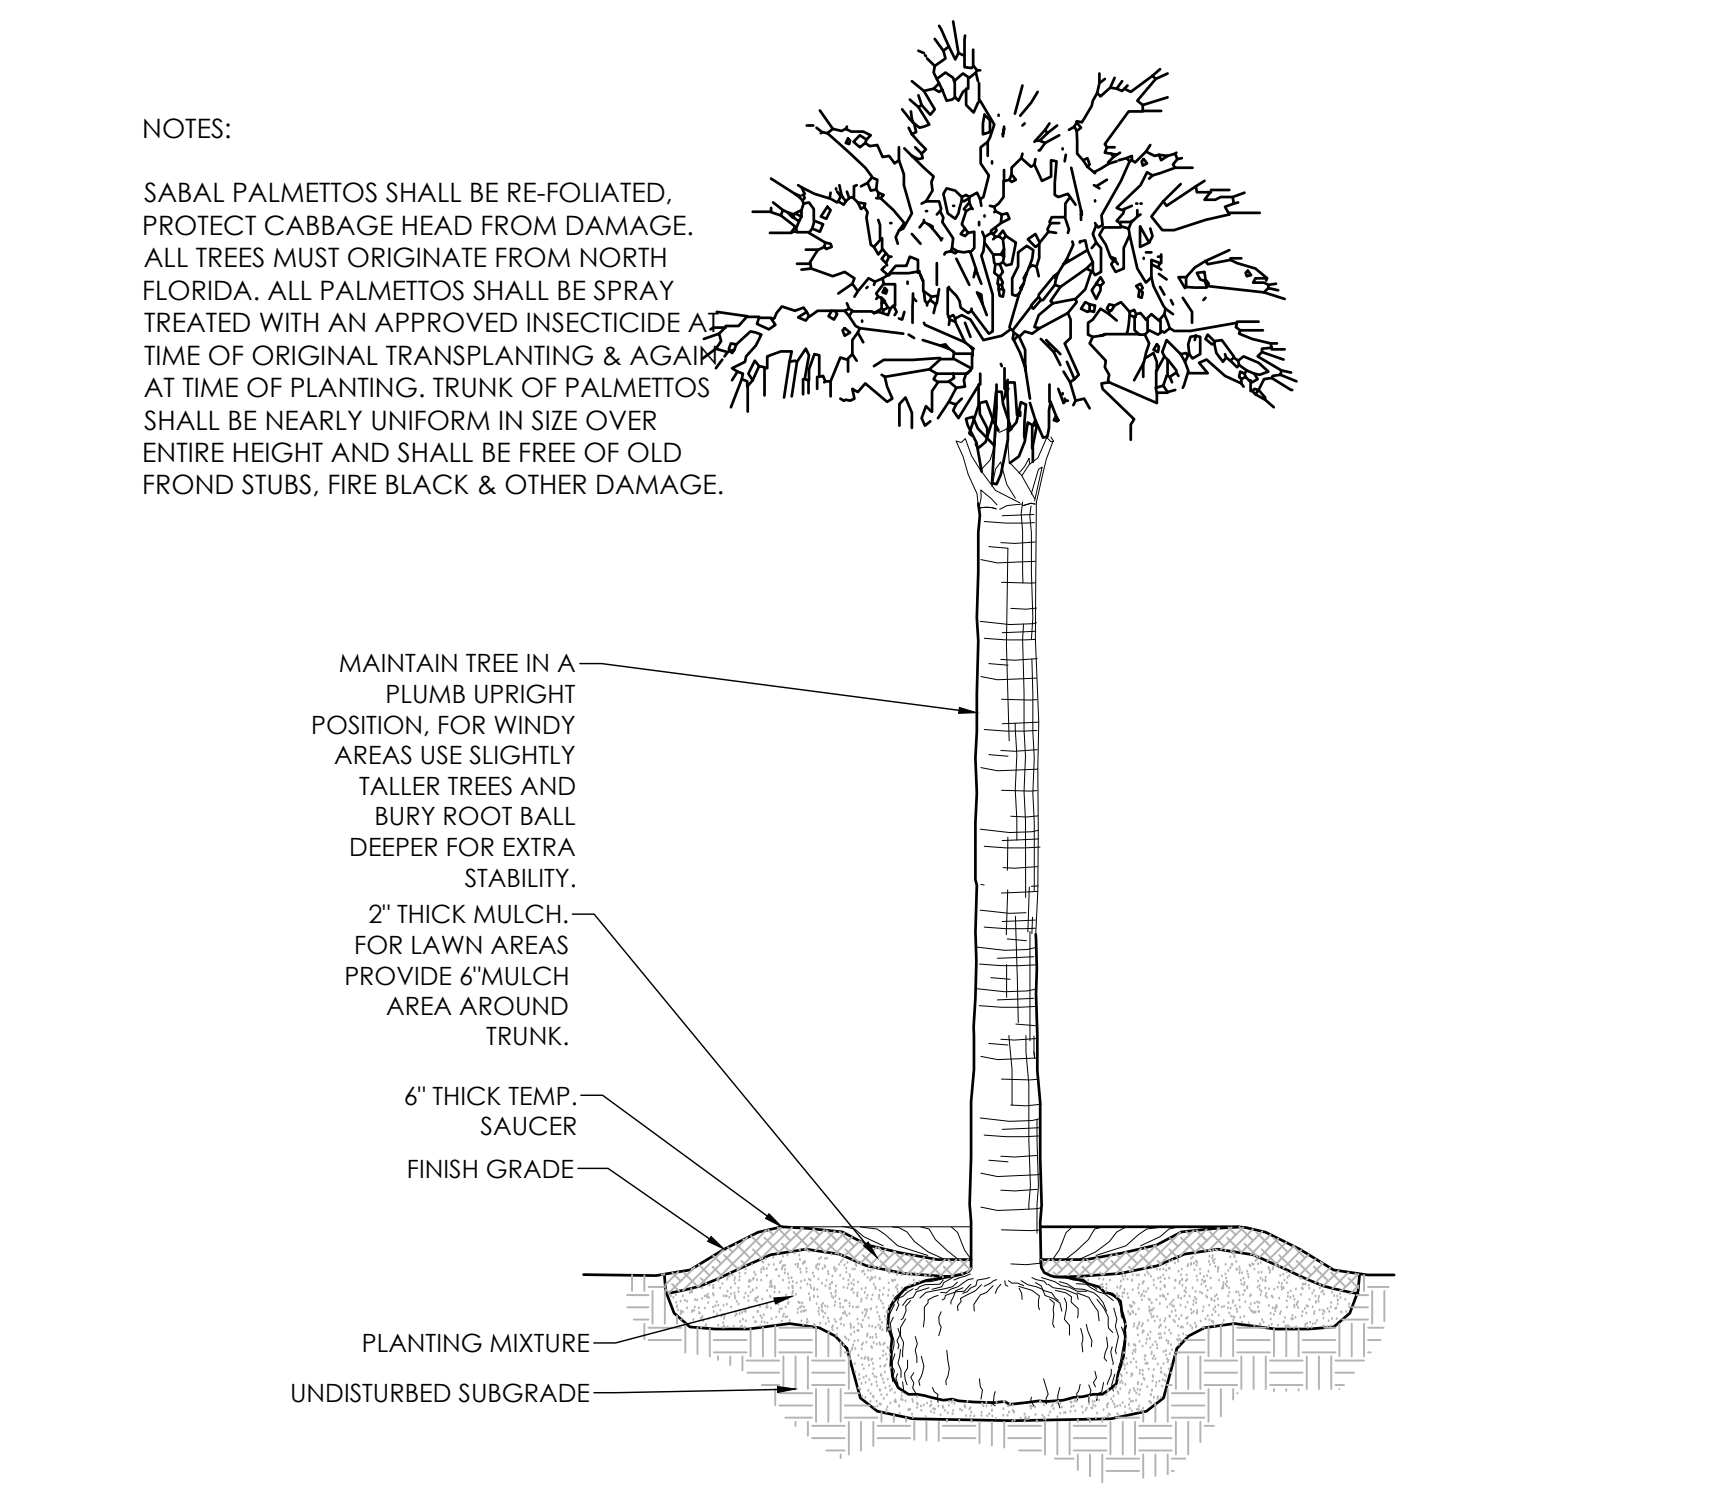 NOTES:
SABAL PALMETTOS SHALL BE RE-FOLIATED,
PROTECT CABBAGE HEAD FROM DAMAGE.
ALL TREES MUST ORIGINATE FROM NORTH
FLORIDA. ALL PALMETTOS SHALL BE SPRAY
TREATED WITH AN APPROVED INSECTICIDE AT
TIME OF ORIGINAL TRANSPLANTING & AGAIN
AT TIME OF PLANTING. TRUNK OF PALMETTOS
SHALL BE NEARLY UNIFORM IN SIZE OVER
ENTIRE HEIGHT AND SHALL BE FREE OF OLD
FROND STUBS, FIRE BLACK & OTHER DAMAGE.
MAINTAIN TREE IN A
PLUMB UPRIGHT
POSITION, FOR WINDY
AREAS USE SLIGHTLY
TALLER TREES AND
BURY ROOT BALL
DEEPER FOR EXTRA
STABILITY.
2" THICK MULCH.
FOR LAWN AREAS
PROVIDE 6"MULCH
AREA AROUND
TRUNK.
6" THICK TEMP.
SAUCER
FINISH GRADE
PLANTING MIXTURE
UNDISTURBED SUBGRADE